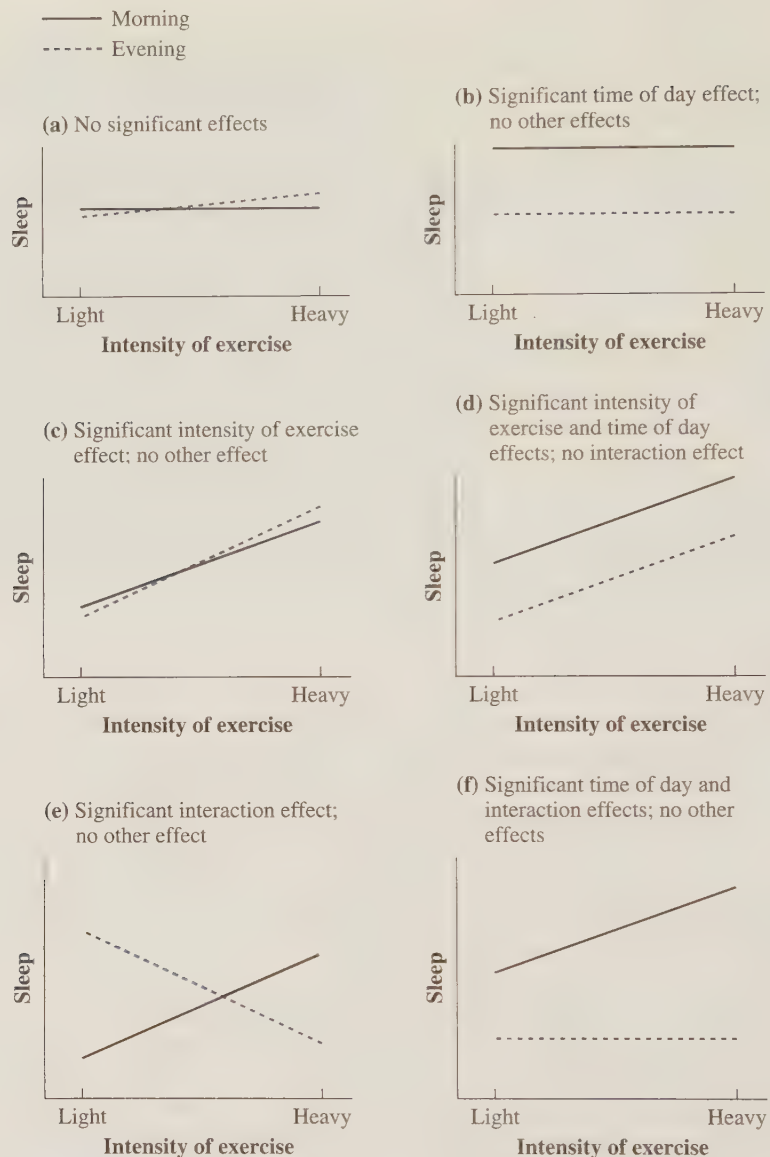 Morning
Evening
(a) No significant effects
Sleep
Light Heavy
Intensity of exercise
(b) Significant time of day effect;
no other effects
Sleep
Light Heavy
Intensity of exercise
(c) Significant intensity of exercise
effect; no other effect
Sleep
Light Heavy
Intensity of exercise
(d) Significant intensity of
exercise and time of day
effects; no interaction effect
Sleep
Light Heavy
Intensity of exercise
(e) Significant interaction effect;
no other effect
Sleep
Light Heavy
Intensity of exercise
(f) Significant time of day and
interaction effects; no other
effects
Sleep
Light Heavy
Intensity of exercise